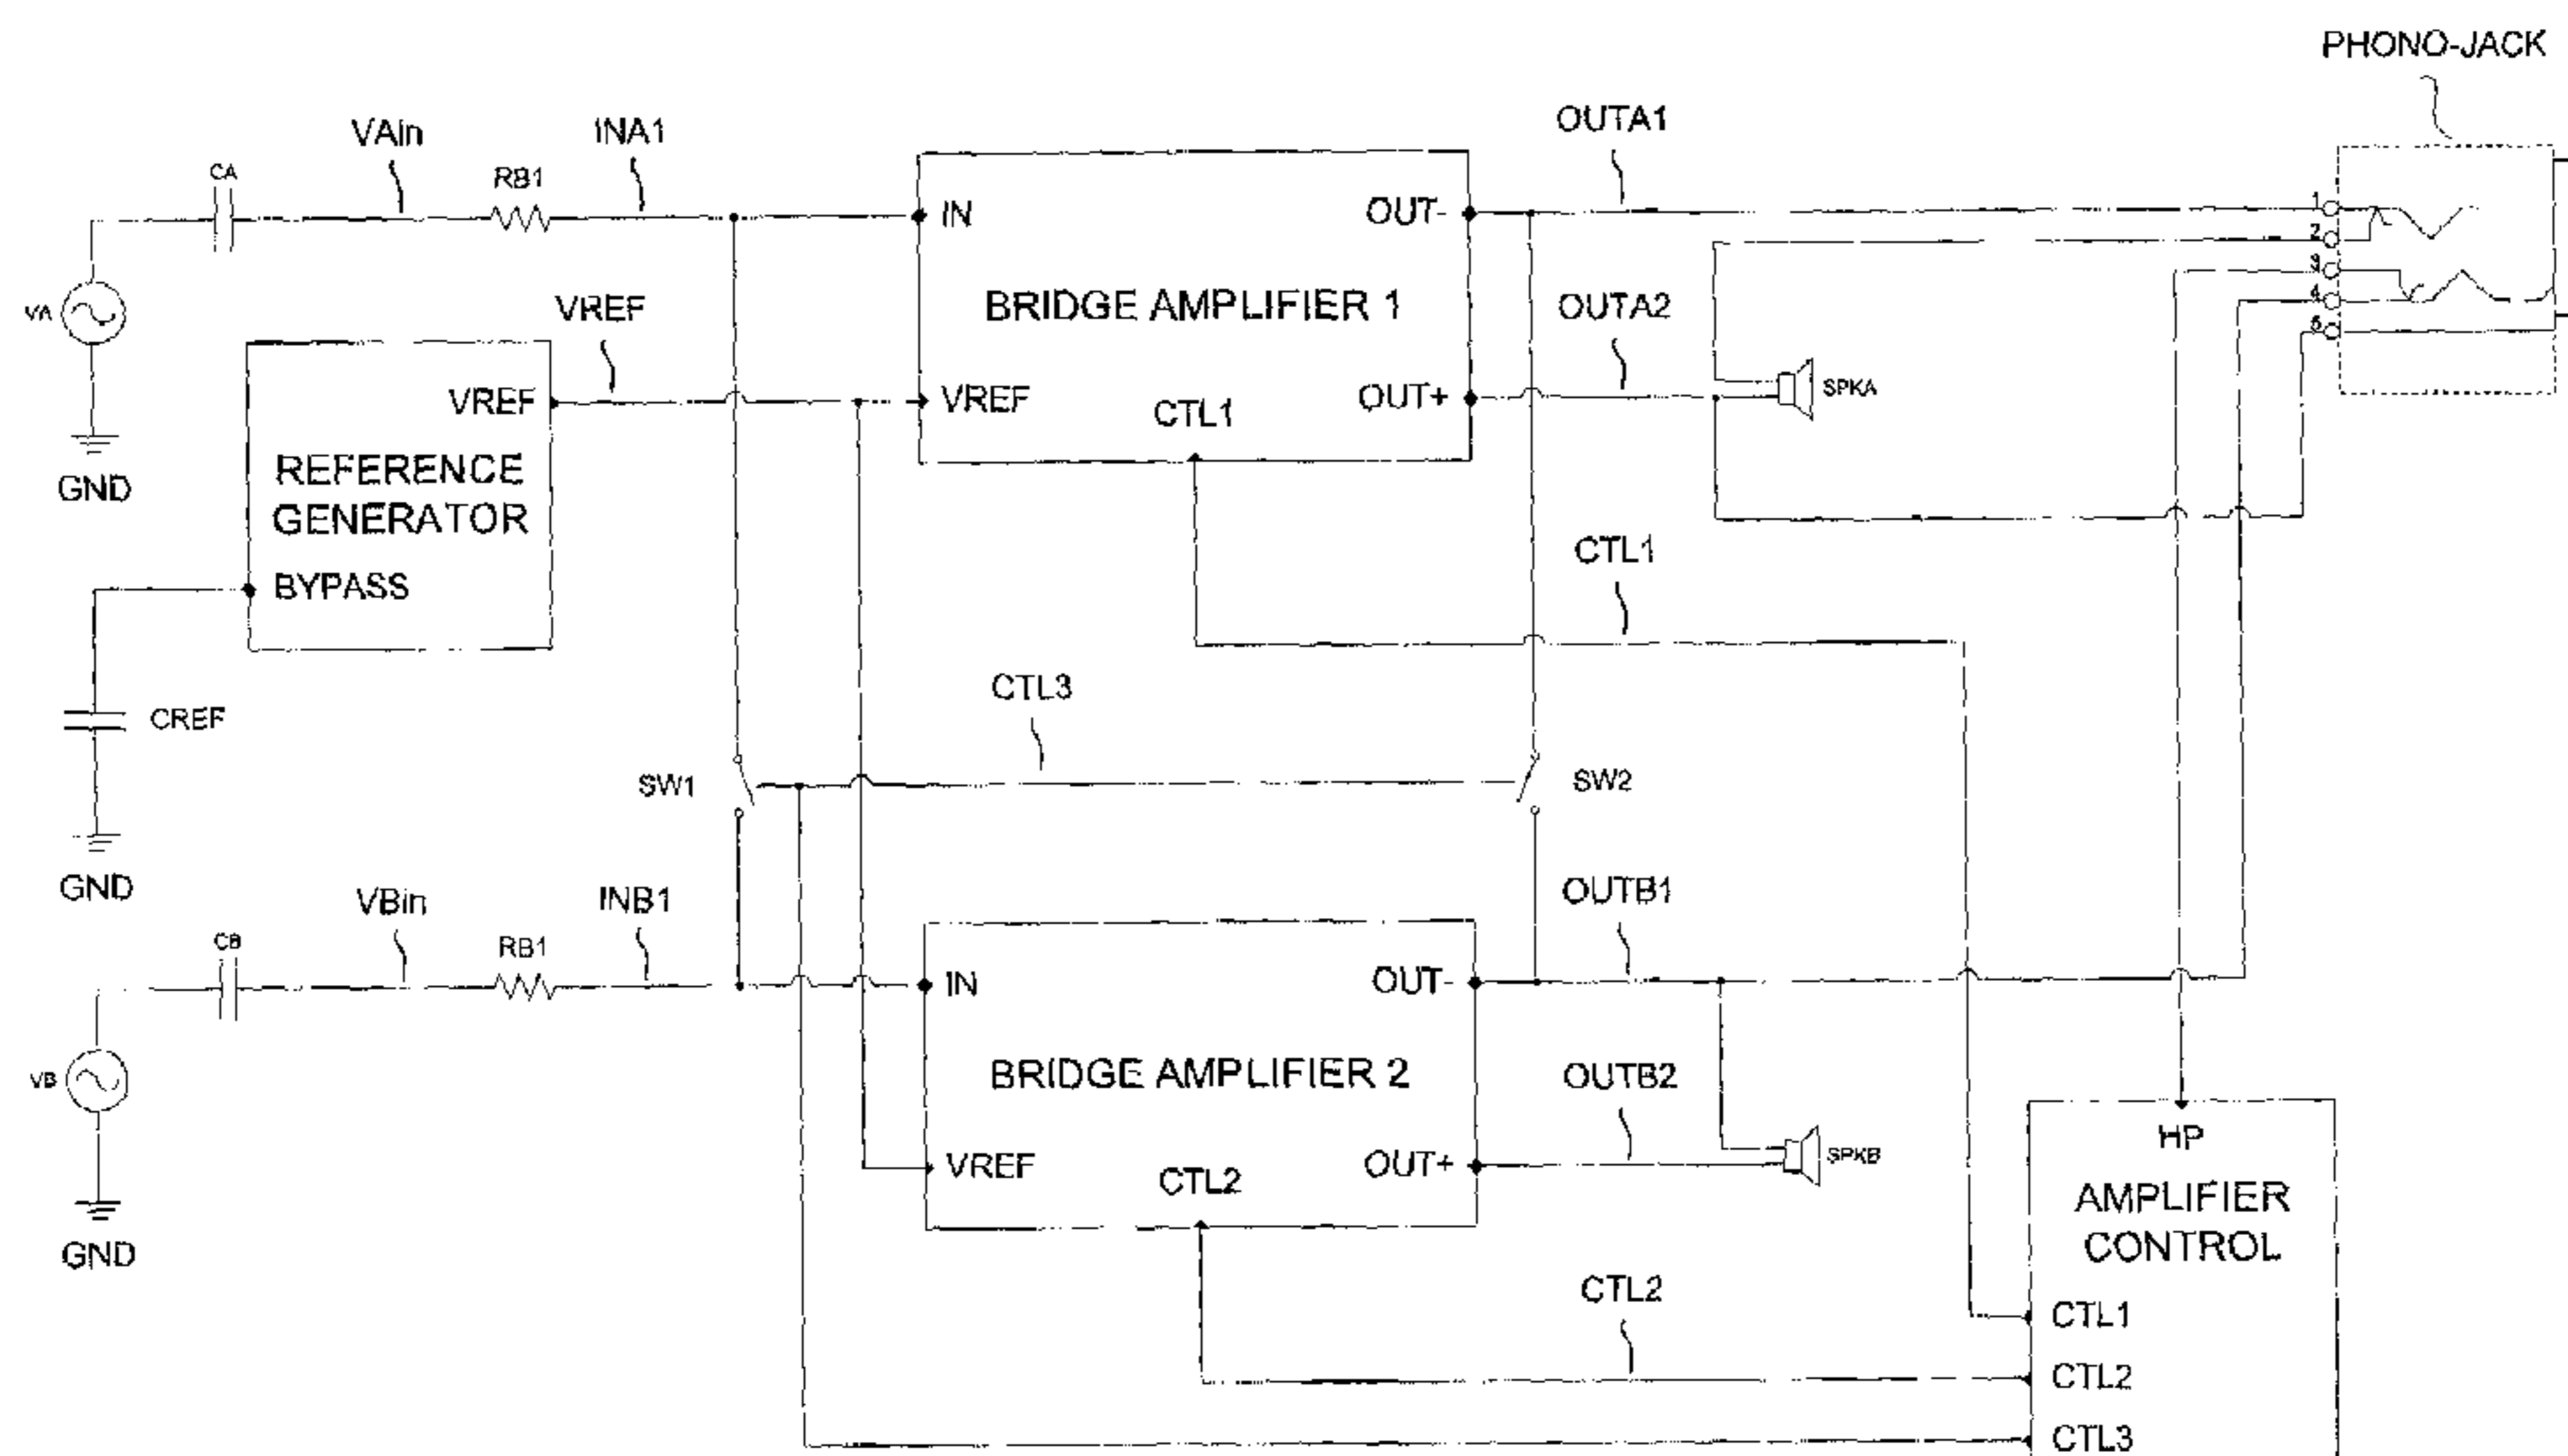 PHONO-JACK
OUTA1
VAin
INA1
CA
RB1
IN
OUT-
1
2
3
4
5
BRIDGE AMPLIFIER 1
VREF
OUTA2
VA
SPKA
VREF
VREF
CTL1
OUT+
GND
REFERENCE
GENERATOR
CTL1
BYPASS
CTL3
CREF
SW1
SW2
GND
VBin
INB1
OUTB1
CB
RB1
IN
OUT-
BRIDGE AMPLIFIER 2
OUTB2
VB
HP
SPKB
VREF
CTL2
OUT+
AMPLIFIER
CONTROL
GND
CTL2
CTL1
CTL2
CTL3